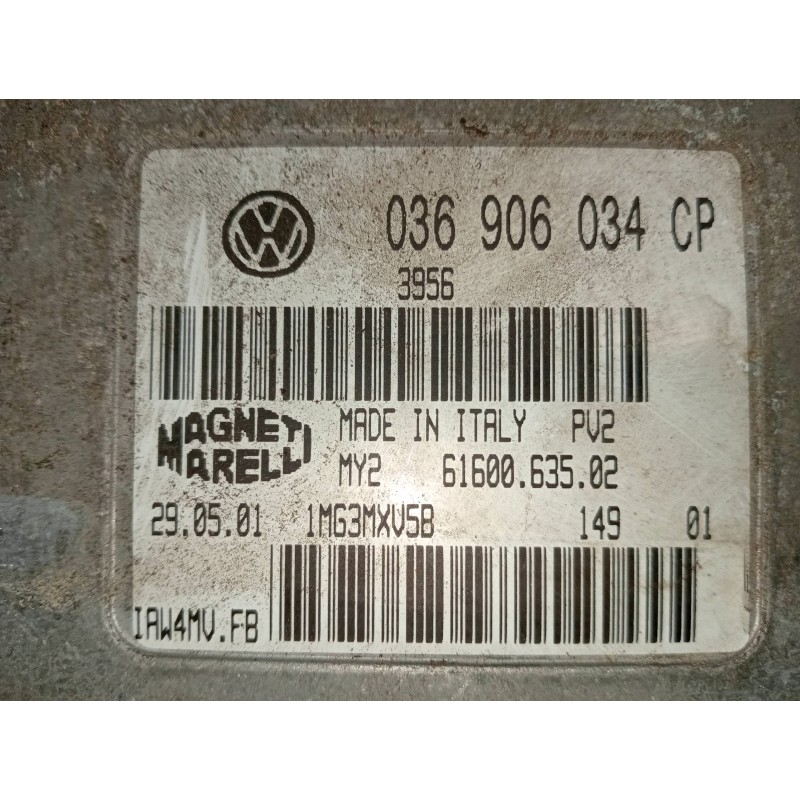 036 906 034 CP
3956
MAGNETI MARELLI
MADE IN ITALY PV2
MY2 61600.635.02
29.05.01 1MG3MXV5B 149 01
IAW4MV.FB